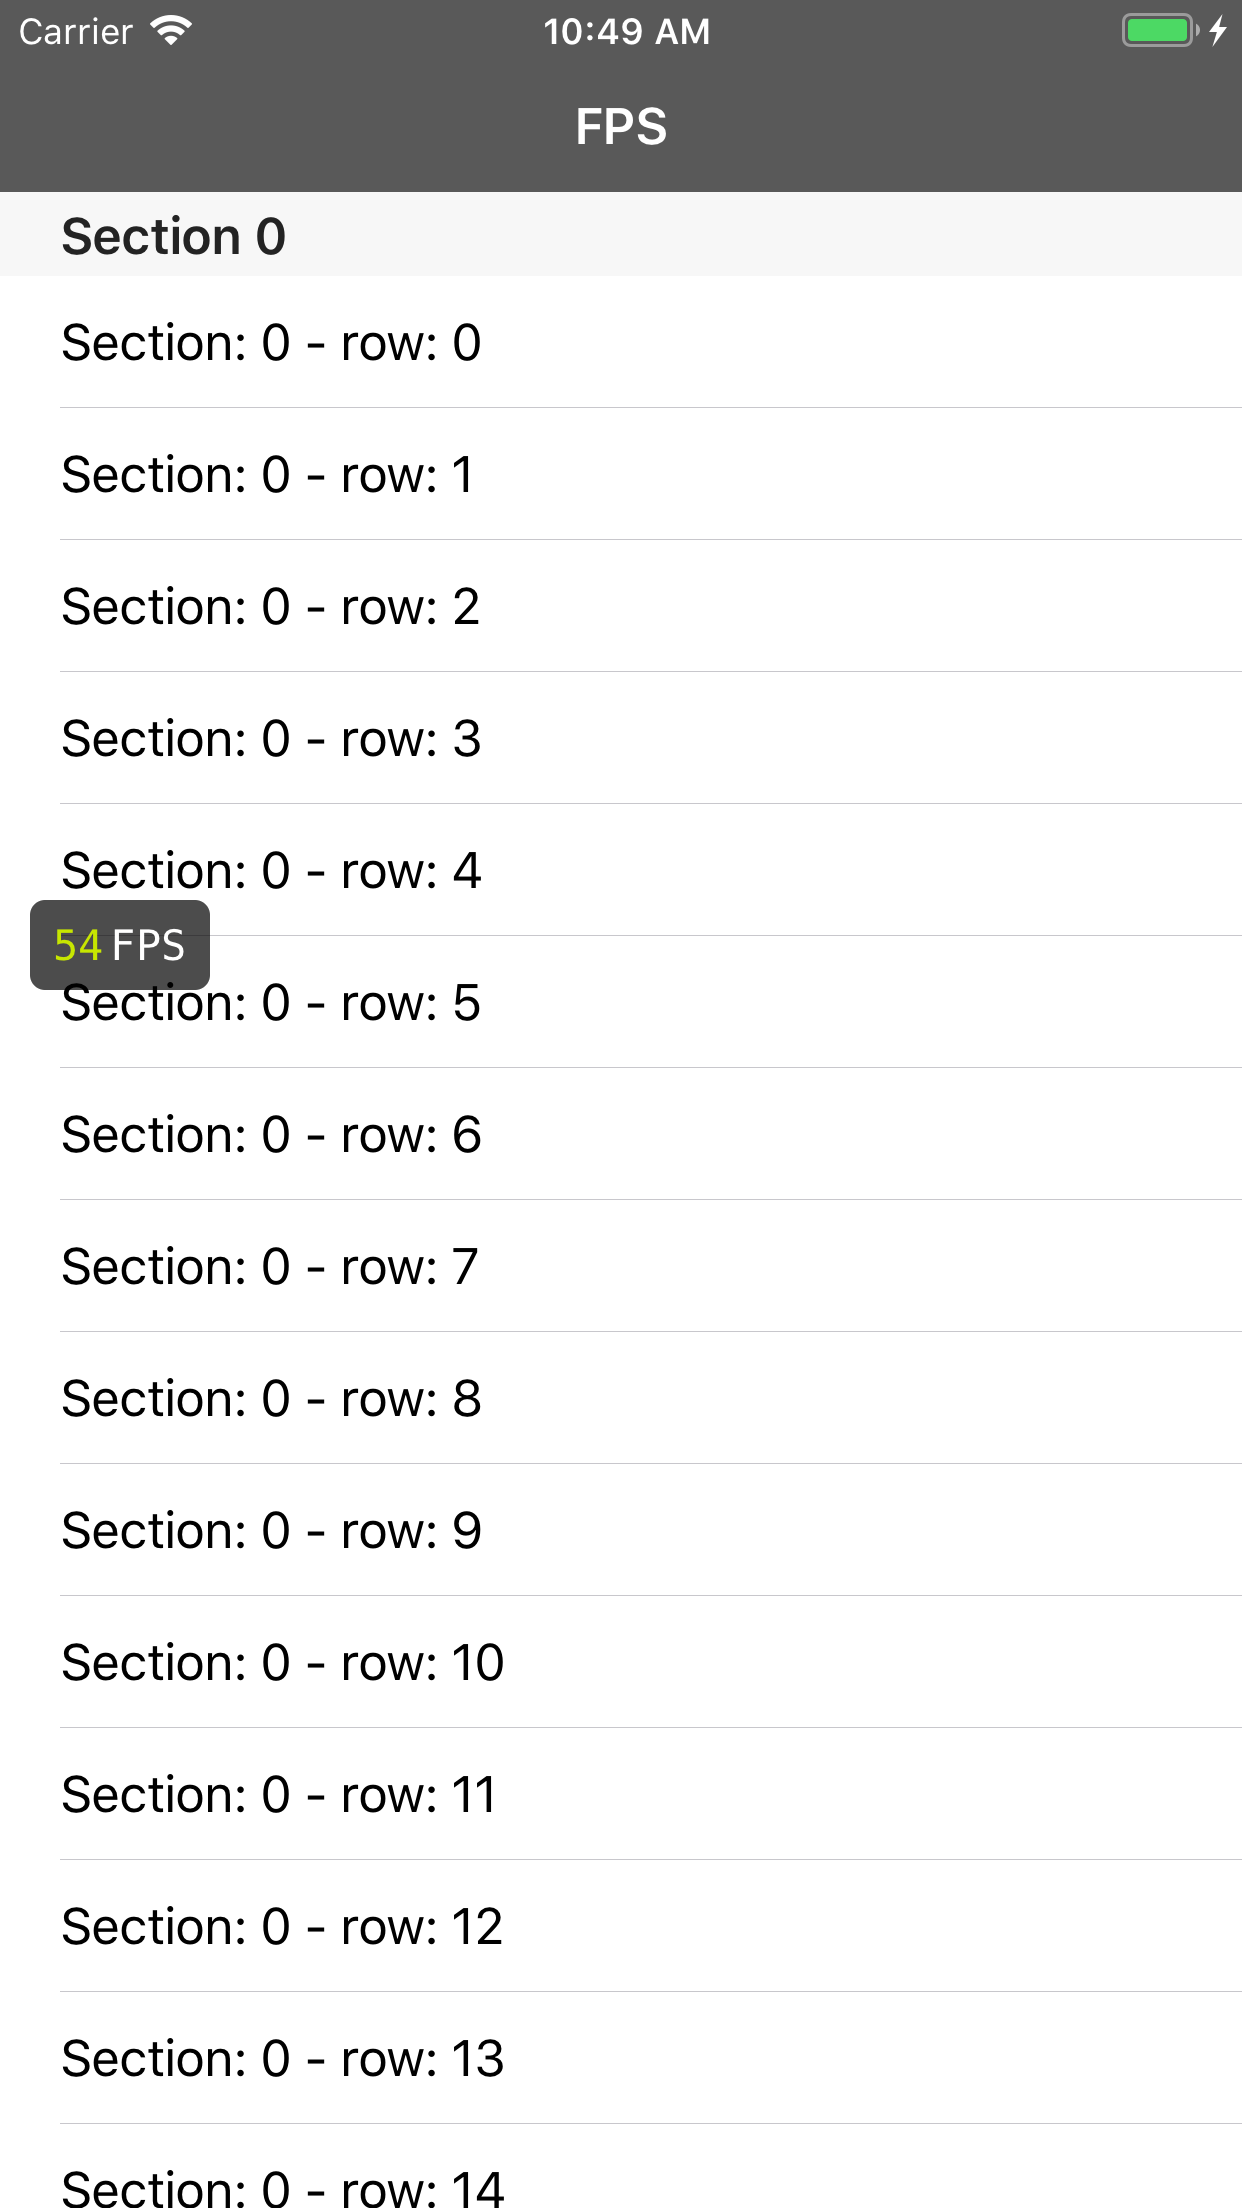 Carrier 10:49 AM
FPS
Section 0
Section: 0 - row: 0
Section: 0 - row: 1
Section: 0 - row: 2
Section: 0 - row: 3
Section: 0 - row: 4
54 FPS
Section: 0 - row: 5
Section: 0 - row: 6
Section: 0 - row: 7
Section: 0 - row: 8
Section: 0 - row: 9
Section: 0 - row: 10
Section: 0 - row: 11
Section: 0 - row: 12
Section: 0 - row: 13
Section: 0 - row: 14